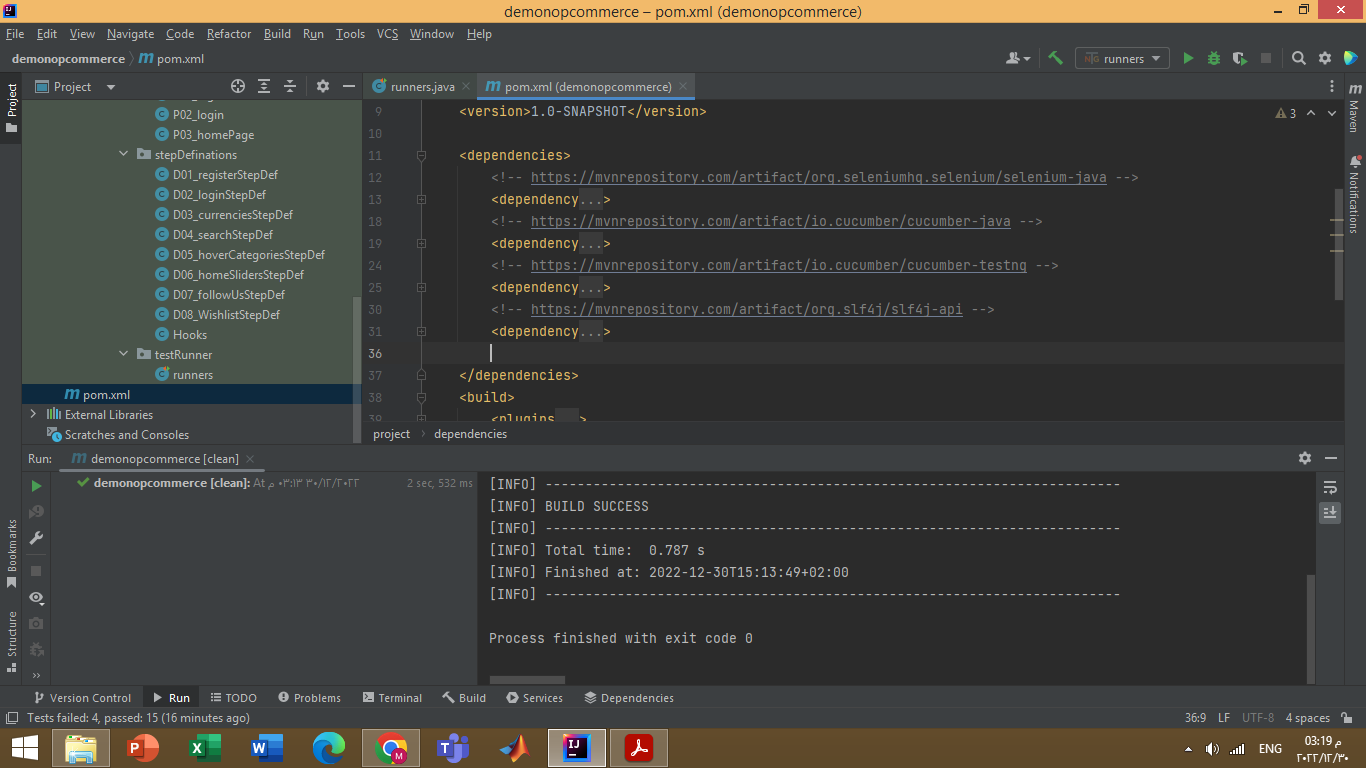 demonopcommerce – pom.xml (demonopcommerce)
File Edit View Navigate Code Refactor Build Run Tools VCS Window Help
demonopcommerce pom.xml
runners
Project
Project
runners.java
pom.xml (demonopcommerce)
Maven
Notifications
P02_login
P03_homePage
stepDefinations
D01_registerStepDef
D02_loginStepDef
D03_currenciesStepDef
D04_searchStepDef
D05_hoverCategoriesStepDef
D06_homeSlidersStepDef
D07_followUsStepDef
D08_WishlistStepDef
Hooks
testRunner
runners
pom.xml
External Libraries
Scratches and Consoles
3
9 <version>1.0-SNAPSHOT</version>
10
11 <dependencies>
12 <!-- https://mvnrepository.com/artifact/org.seleniumhq.selenium/selenium-java -->
13 <dependency...>
18 <!-- https://mvnrepository.com/artifact/io.cucumber/cucumber-java -->
19 <dependency...>
24 <!-- https://mvnrepository.com/artifact/io.cucumber/cucumber-testng -->
25 <dependency...>
30 <!-- https://mvnrepository.com/artifact/org.slf4j/slf4j-api -->
31 <dependency...>
36
37 </dependencies>
38 <build>
39 <plugins...>
project dependencies
Run: demonopcommerce [clean]
demonopcommerce [clean]: At ٣٠/١٢/٢٠٢٢ ٠٣:١٣ م 2 sec, 532 ms
[INFO] ------------------------------------------------------------------------
[INFO] BUILD SUCCESS
[INFO] ------------------------------------------------------------------------
[INFO] Total time:  0.787 s
[INFO] Finished at: 2022-12-30T15:13:49+02:00
[INFO] ------------------------------------------------------------------------
Process finished with exit code 0
Bookmarks
Structure
Version Control Run TODO Problems Terminal Build Services Dependencies
Tests failed: 4, passed: 15 (16 minutes ago)
36:9 LF UTF-8 4 spaces
ENG
03:19 م
٢٠٢٢/١٢/٣٠